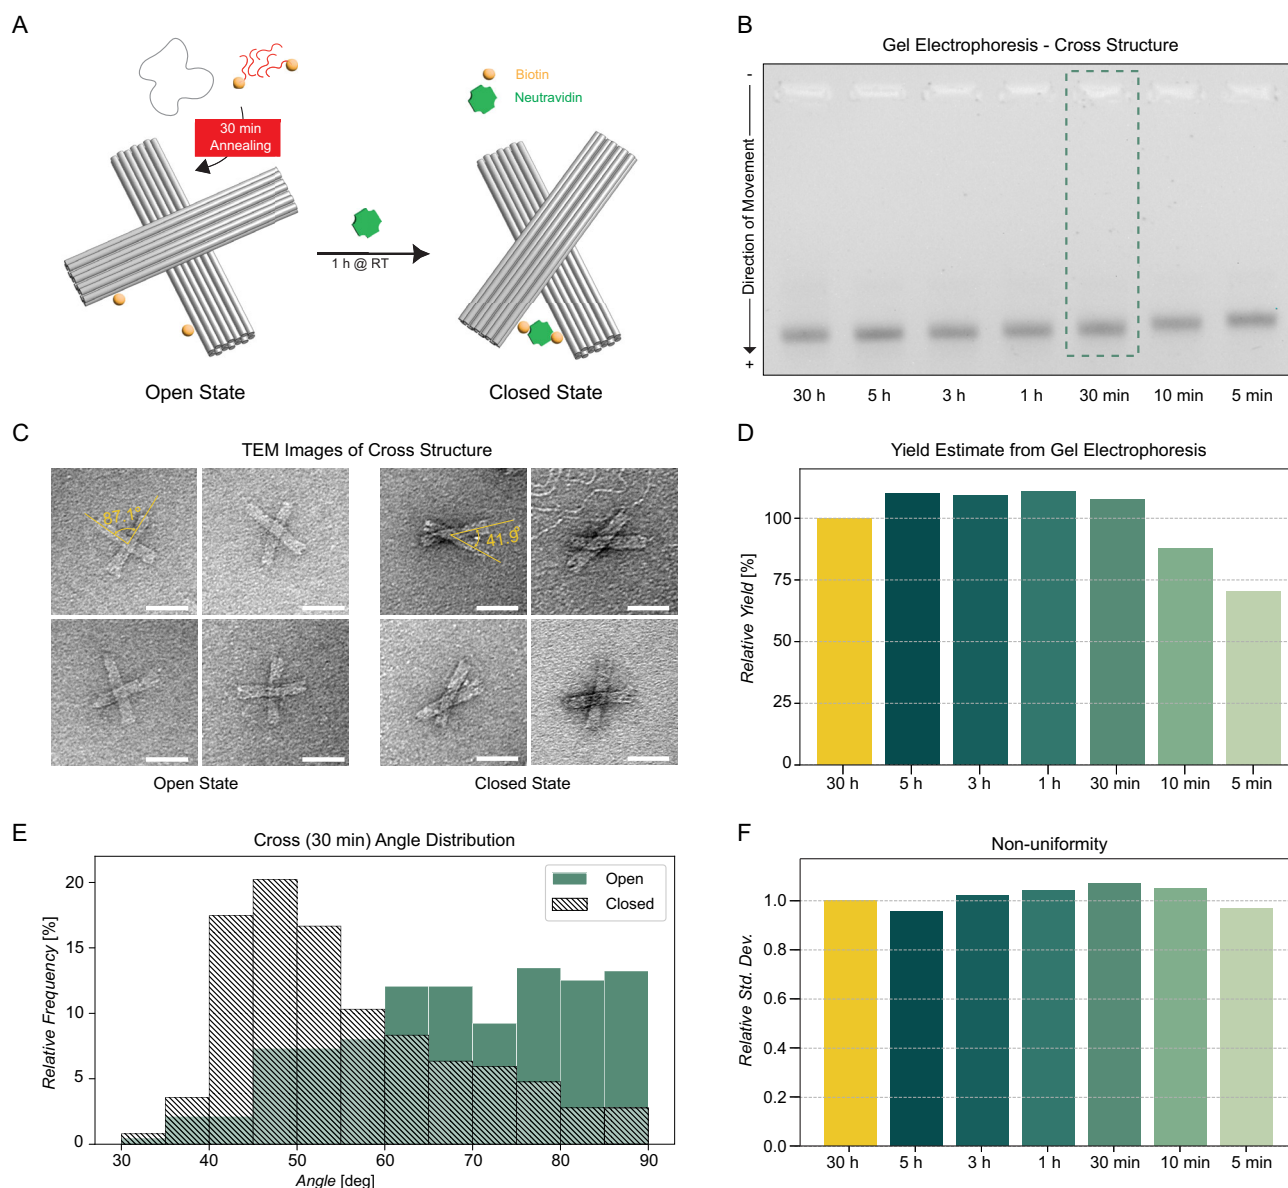 A
Biotin
Neutravidin
30 min
Annealing
1 h @ RT
Open State
Closed State
B
Gel Electrophoresis - Cross Structure
-
Direction of Movement
+
30 h
5 h
3 h
1 h
30 min
10 min
5 min
C
TEM Images of Cross Structure
87.1°
41.9°
Open State
Closed State
D
Yield Estimate from Gel Electrophoresis
Relative Yield [%]
100
75
50
25
0
30 h
5 h
3 h
1 h
30 min
10 min
5 min
E
Cross (30 min) Angle Distribution
Open
Closed
Relative Frequency [%]
20
15
10
5
0
30
40
50
60
70
80
90
Angle [deg]
F
Non-uniformity
Relative Std. Dev.
1.0
0.8
0.6
0.4
0.2
0.0
30 h
5 h
3 h
1 h
30 min
10 min
5 min